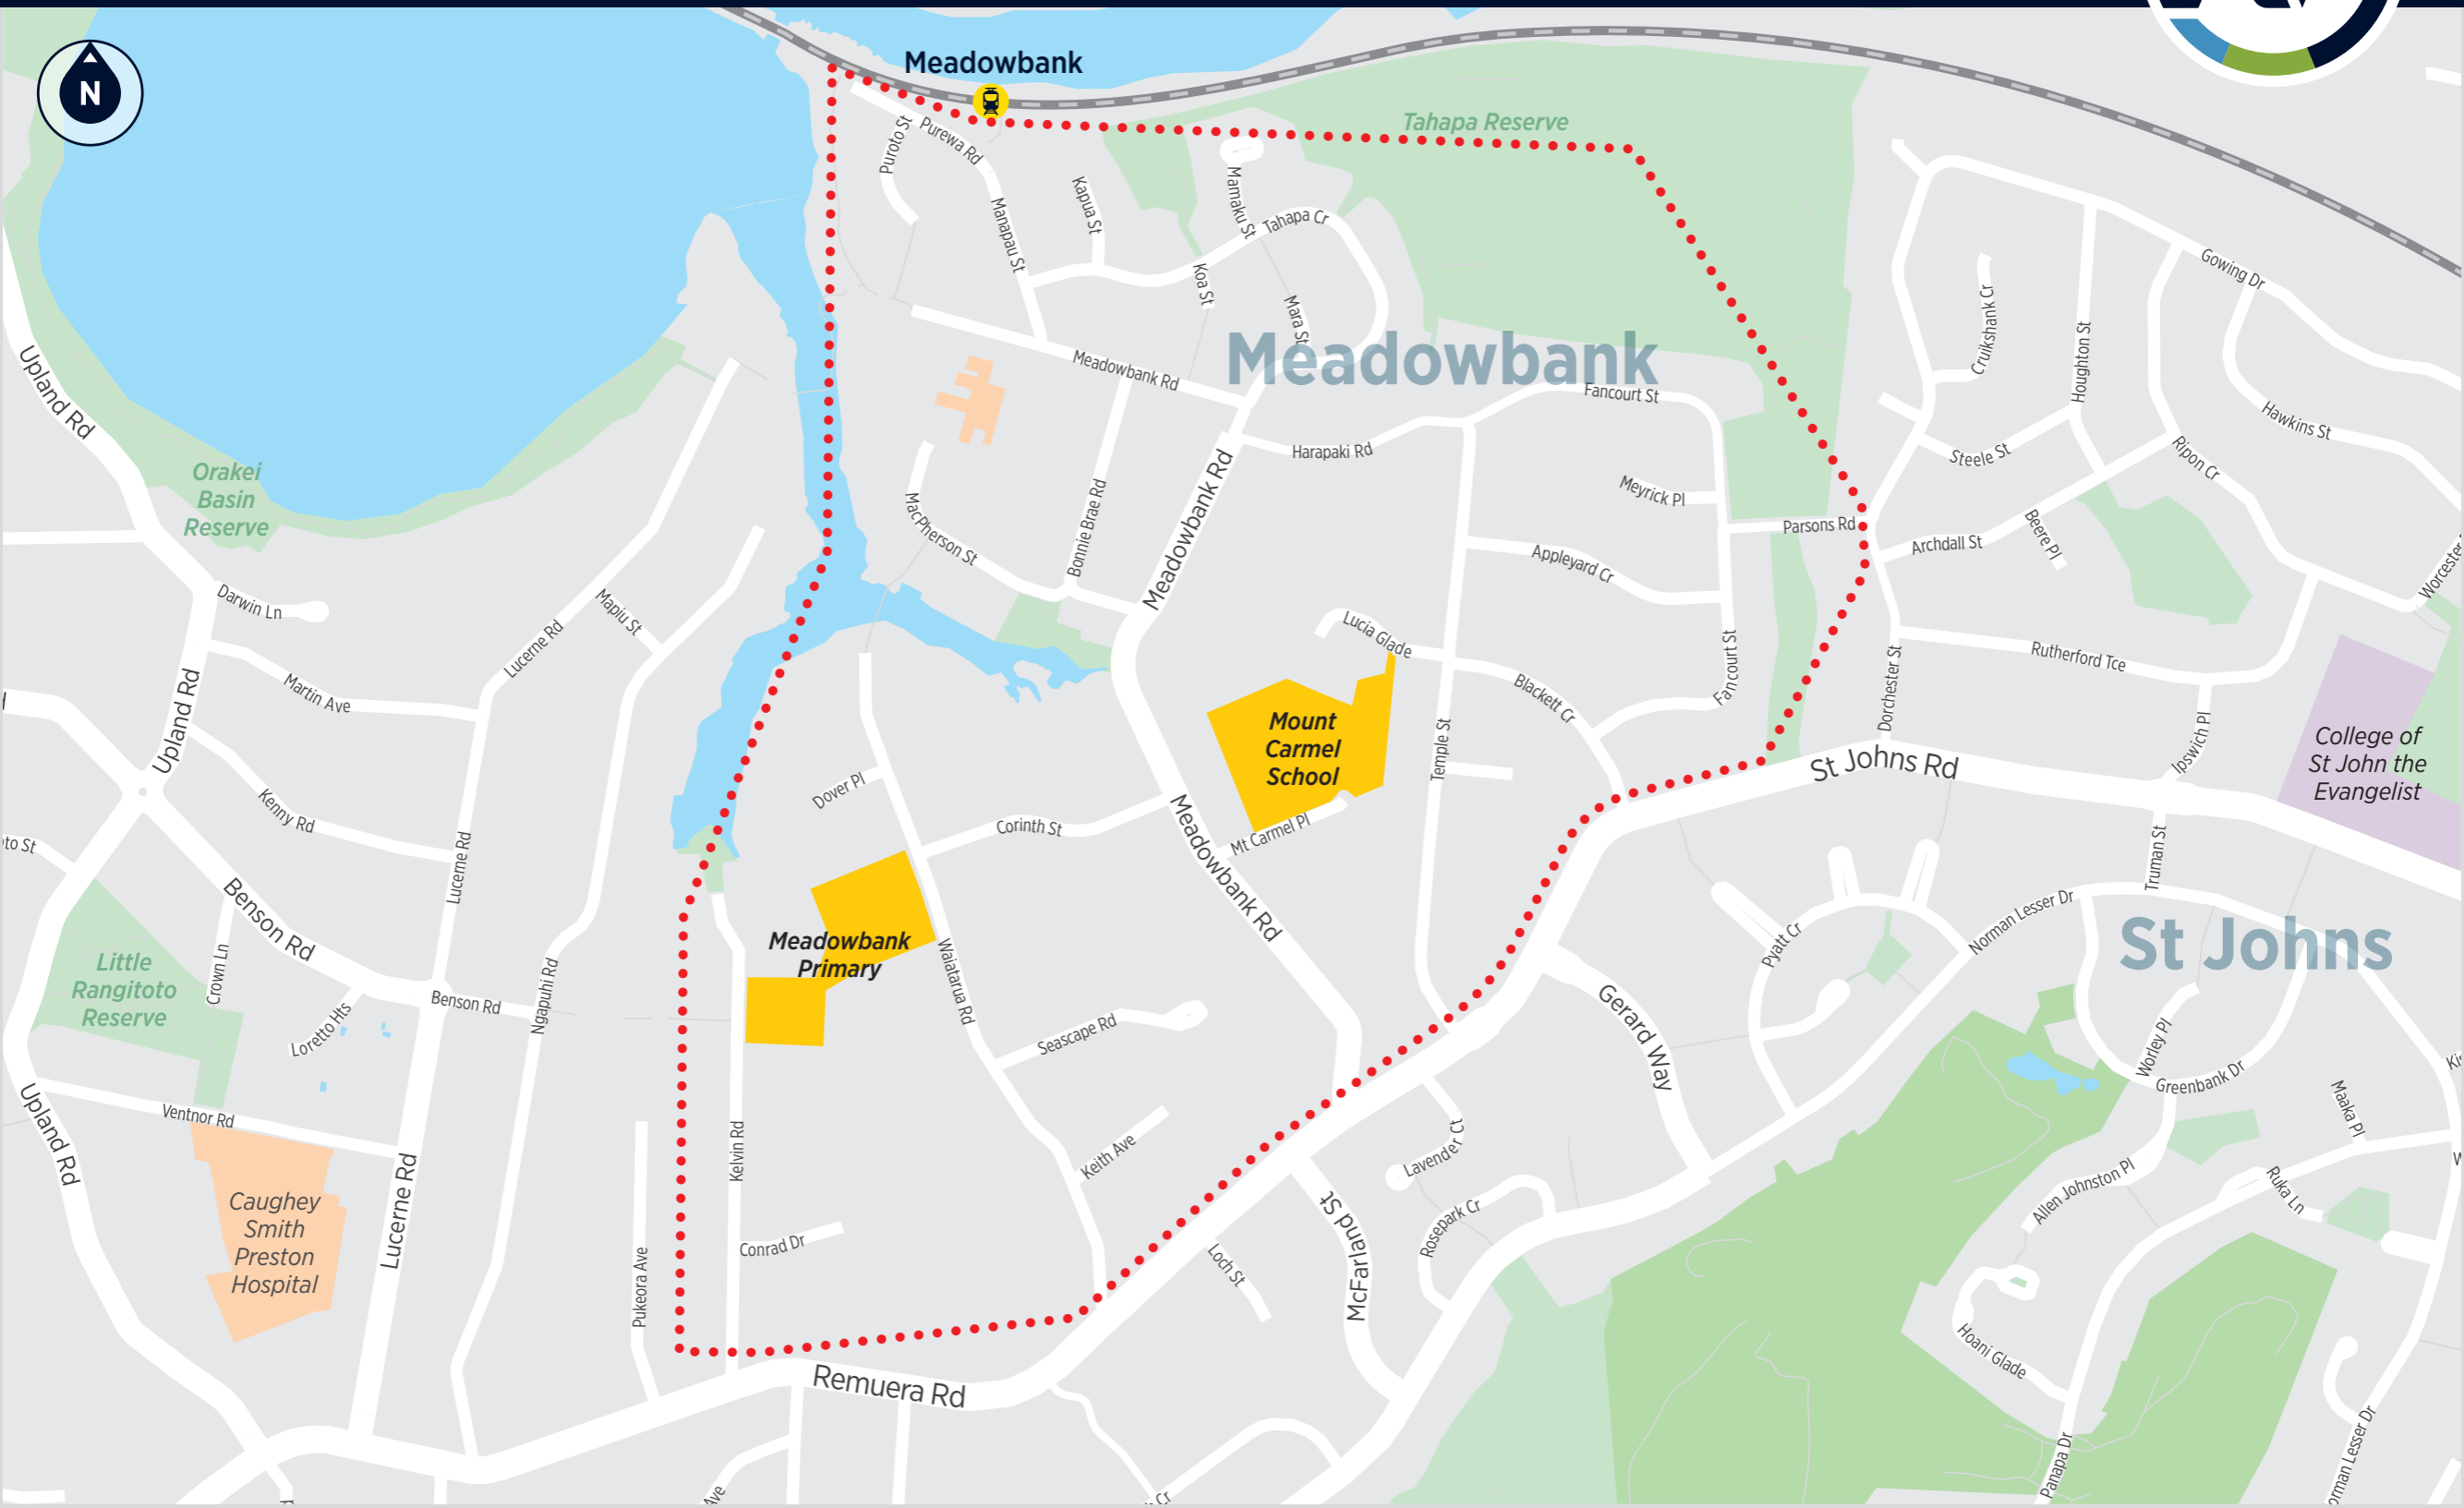 Meadowbank
N
Tahapa Reserve
Puroto St
Purewa Rd
Manapau St
Kapua St
Mamaku St
Tahapa Cr
Koa St
Mara St
Gowing Dr
Cruikshank Cr
Houghton St
Hawkins St
Meadowbank
Meadowbank Rd
Fancourt St
Upland Rd
Harapaki Rd
Steele St
Ripon Cr
Orakei
Basin
Reserve
Meadowbank Rd
Meyrick Pl
Parsons Rd
MacPherson St
Bonnie Brae Rd
Archdall St
Beere Pl
Appleyard Cr
Worcester
Darwin Ln
Mapiu St
Lucerne Rd
Lucia Glade
Fancourt St
Rutherford Tce
Martin Ave
Upland Rd
Blackett Cr
Dorchester St
Mount
Carmel
School
Temple St
Ipswich Pl
College of
St John the
Evangelist
St Johns Rd
Dover Pl
Kenny Rd
Corinth St
Mt Carmel Pl
Meadowbank Rd
Lucerne Rd
Truman St
to St
Benson Rd
Norman Lesser Dr
Pyatt Cr
St Johns
Meadowbank
Primary
Little
Rangitoto
Reserve
Crown Ln
Waiatarua Rd
Benson Rd
Ngapuhi Rd
Loretto Hts
Seascape Rd
Gerard Way
Worley Pl
Greenbank Dr
Maaka Pl
Upland Rd
Ventnor Rd
Kelvin Rd
Keith Ave
Lavender Ct
Allen Johnston Pl
Ruka Ln
Caughey
Smith
Preston
Hospital
Lucerne Rd
Rosepark Cr
McFarland St
Conrad Dr
Loch St
Pukeora Ave
Hoani Glade
Remuera Rd
Panapa Dr
orman Lesser Dr
Ave
Cr